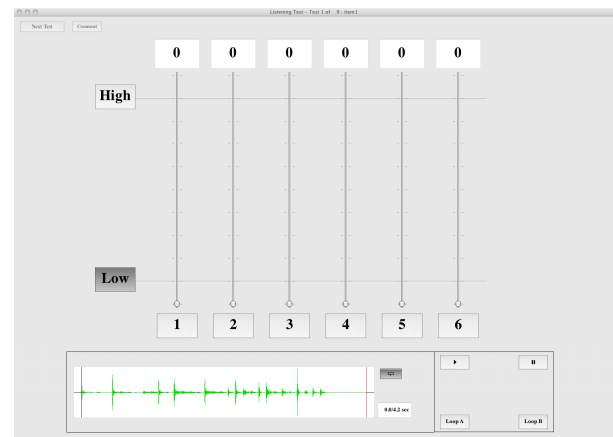 Listening Test - Test 1 of 8 : item1
Next Test Comment
0 0 0 0 0 0
High
Low
1 2 3 4 5 6
0.0/4.2 sec
Loop A Loop B